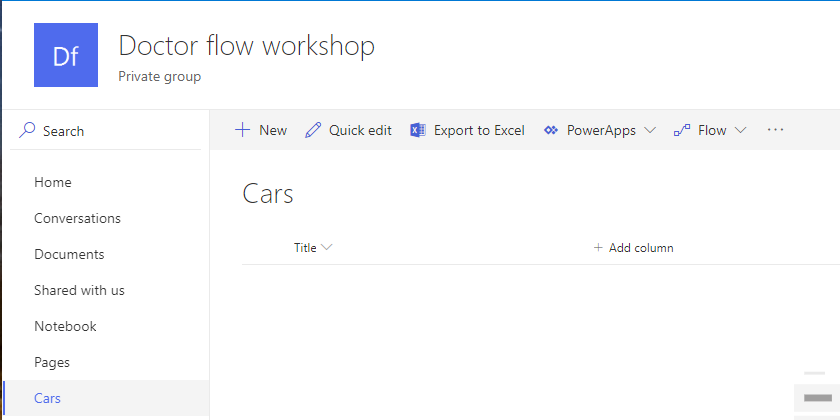 Df
Doctor flow workshop
Private group
Search
New Quick edit Export to Excel PowerApps Flow ...
Home
Conversations
Documents
Shared with us
Notebook
Pages
Cars
Cars
Title + Add column